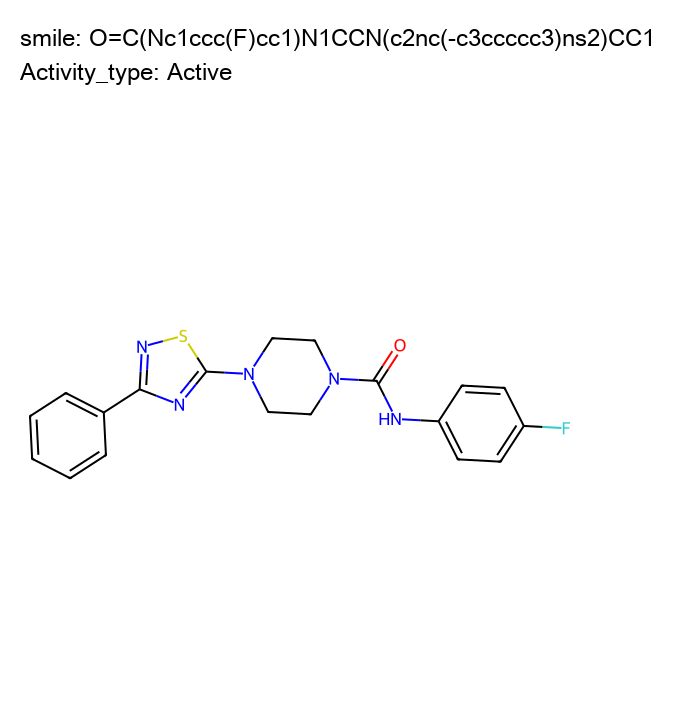 smile: O=C(Nc1ccc(F)cc1)N1CCN(c2nc(-c3ccccc3)ns2)CC1
Activity_type: Active
S
N
N
N
N
O
HN
F